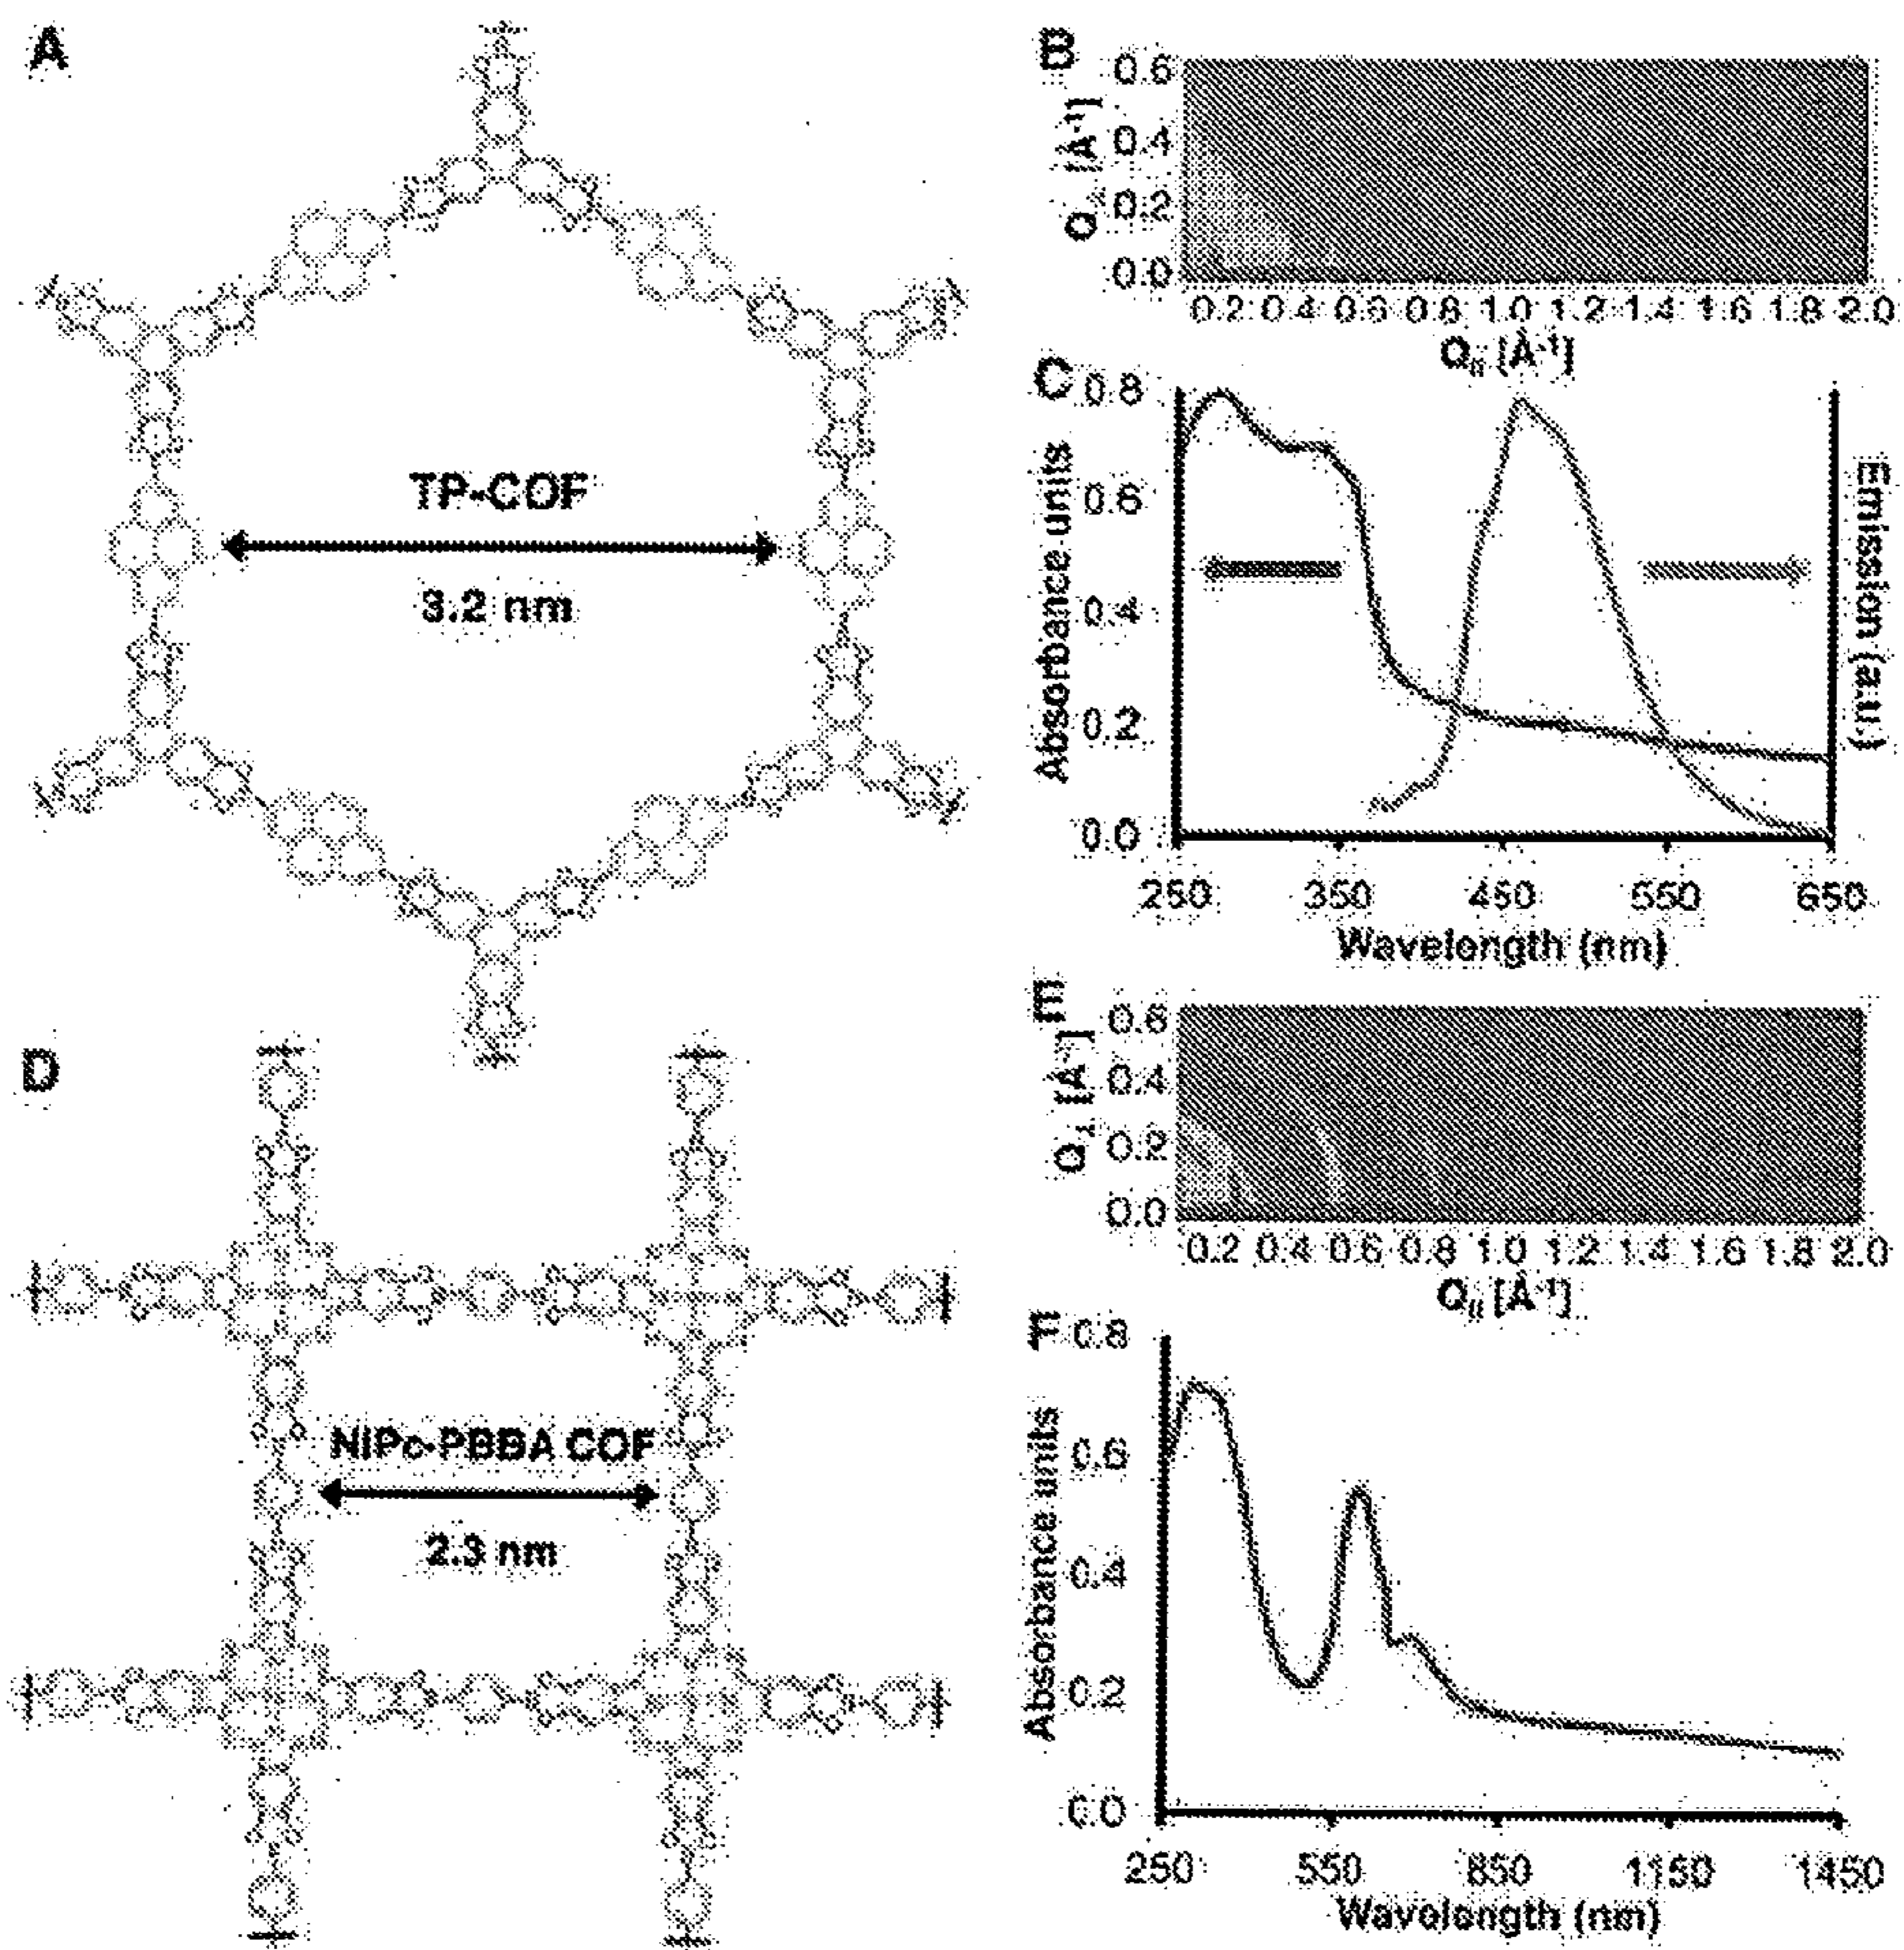 A
TP-COF
3.2 nm
B
0.6
0.4
0.2
0.0
Q⊥ [Å-1]
0.2 0.4 0.6 0.8 1.0 1.2 1.4 1.6 1.8 2.0
Q|| [Å-1]
C
0.8
0.6
0.4
0.2
0.0
Absorbance units
Emission (a.u.)
250 350 450 550 650
Wavelength (nm)
D
NiPc-PBBA COF
2.3 nm
E
0.6
0.4
0.2
0.0
Q⊥ [Å-1]
0.2 0.4 0.6 0.8 1.0 1.2 1.4 1.6 1.8 2.0
Q|| [Å-1]
F
0.8
0.6
0.4
0.2
0.0
Absorbance units
250 550 850 1150 1450
Wavelength (nm)